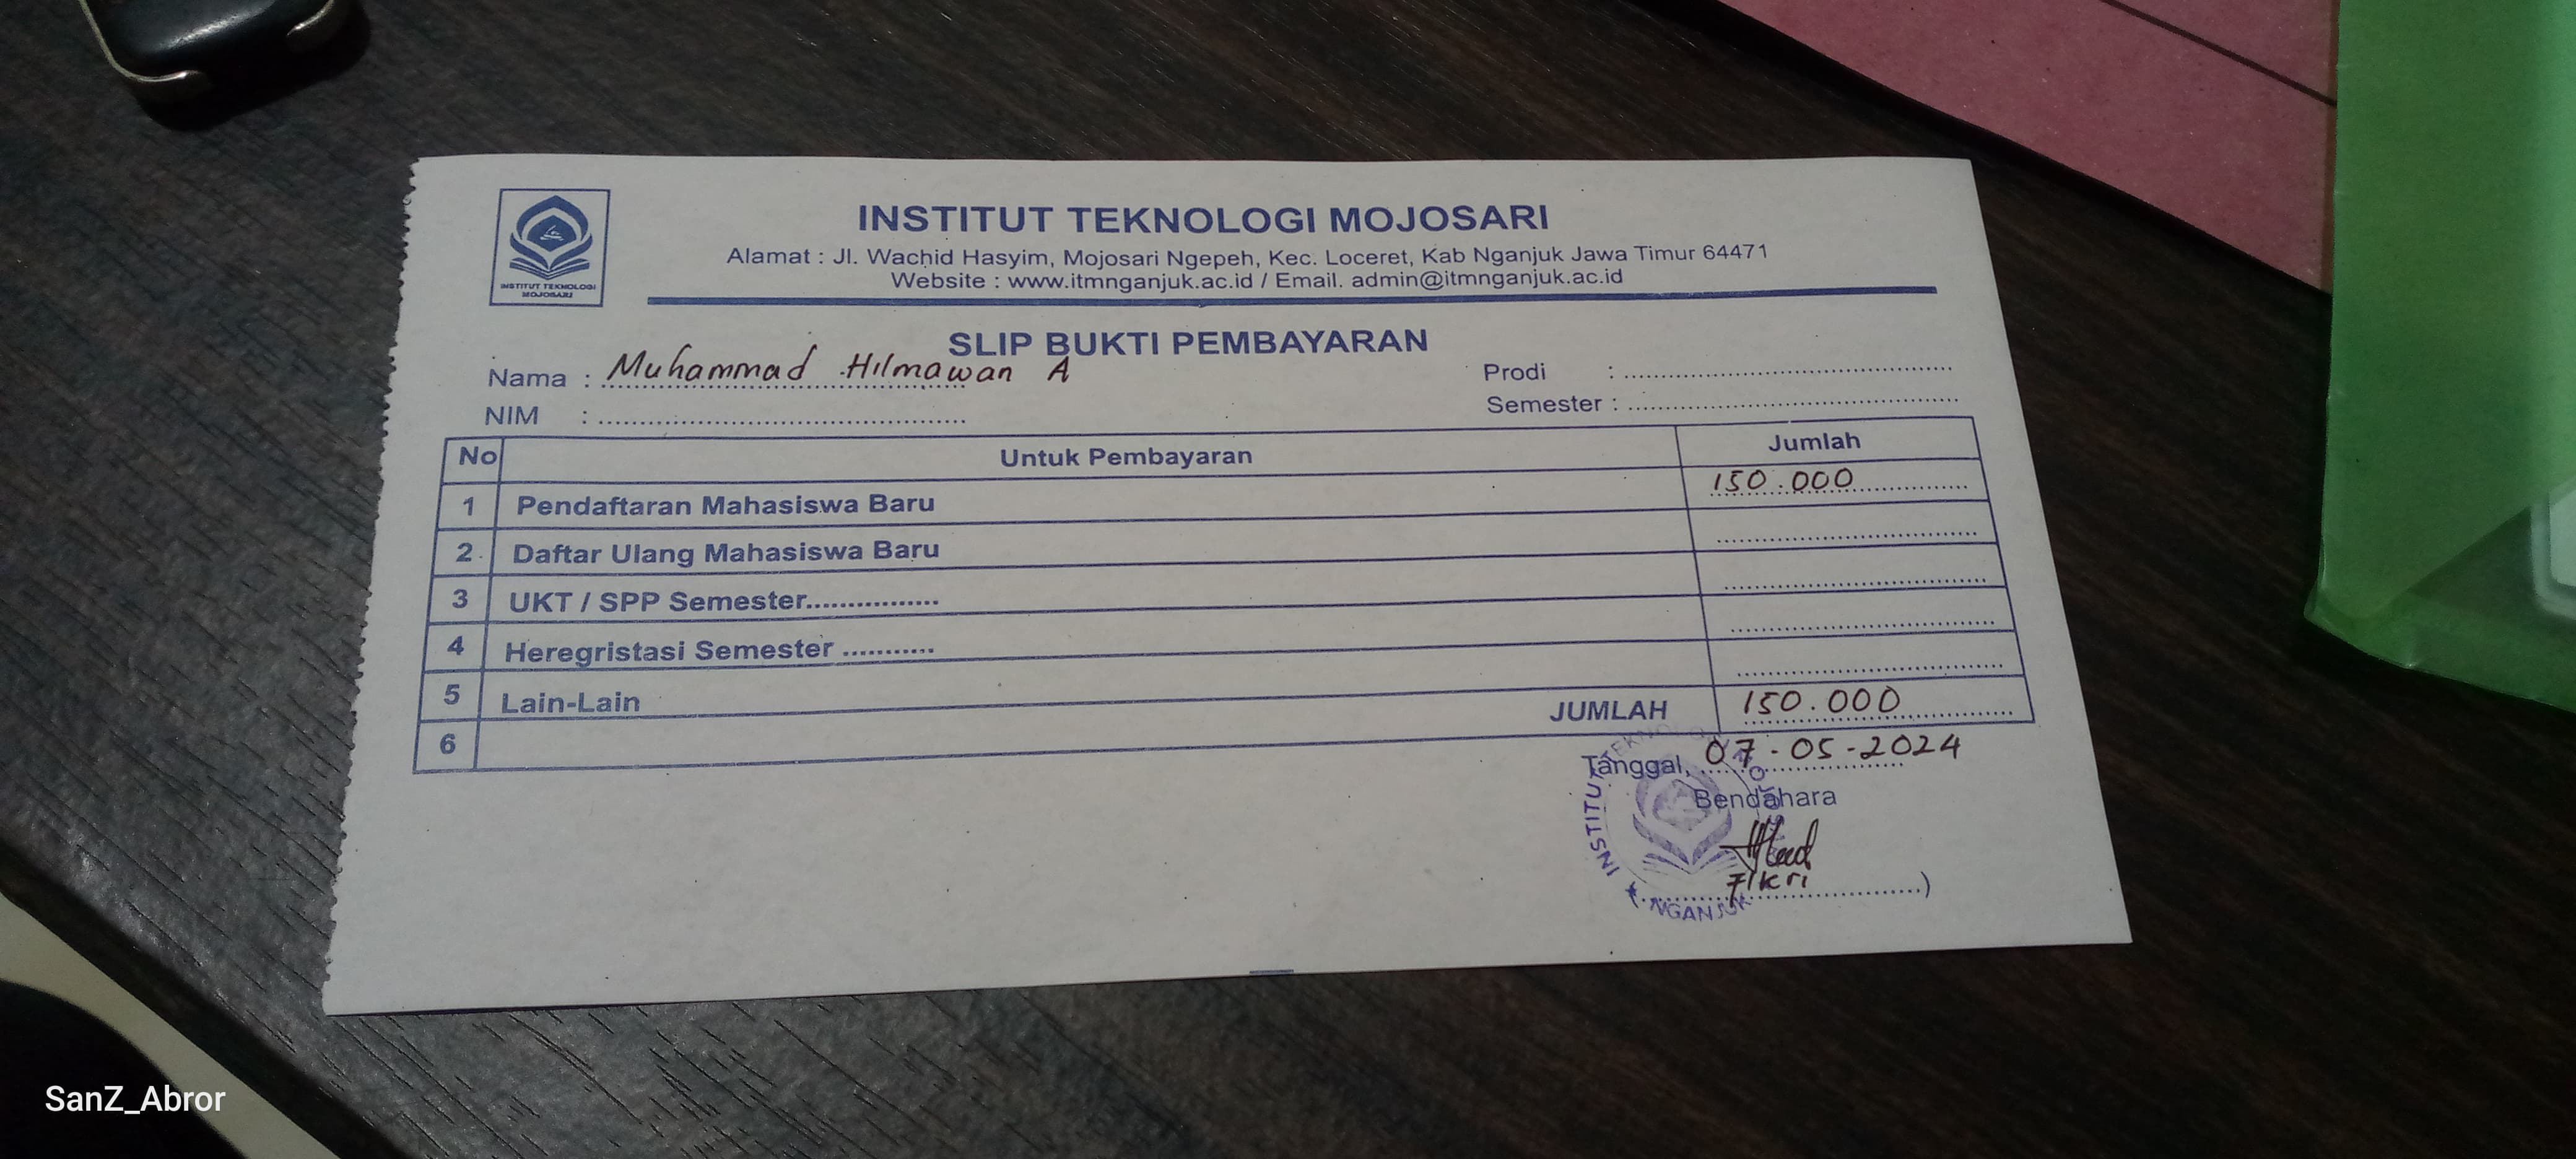 INSTITUT TEKNOLOGI MOJOSARI
INSTITUT TEKNOLOGI
MOJOSARI
Alamat : Jl. Wachid Hasyim, Mojosari Ngepeh, Kec. Loceret, Kab Nganjuk Jawa Timur 64471
Website : www.itmnganjuk.ac.id / Email. admin@itmnganjuk.ac.id
SLIP BUKTI PEMBAYARAN
Nama : Muhammad Hilmawan A
Prodi : ........................................
NIM : ........................................
Semester : ........................................
No Untuk Pembayaran Jumlah
1 Pendaftaran Mahasiswa Baru 150.000
2. Daftar Ulang Mahasiswa Baru ........................................
3 UKT / SPP Semester................ ........................................
4 Heregristasi Semester ........... ........................................
5 Lain-Lain ........................................
6 JUMLAH 150.000
Tanggal, 07-05-2024
Bendahara
INSTITUT TEKNOLOGI MOJOSARI
NGANJUK
(Fikri..................)
SanZ_Abror